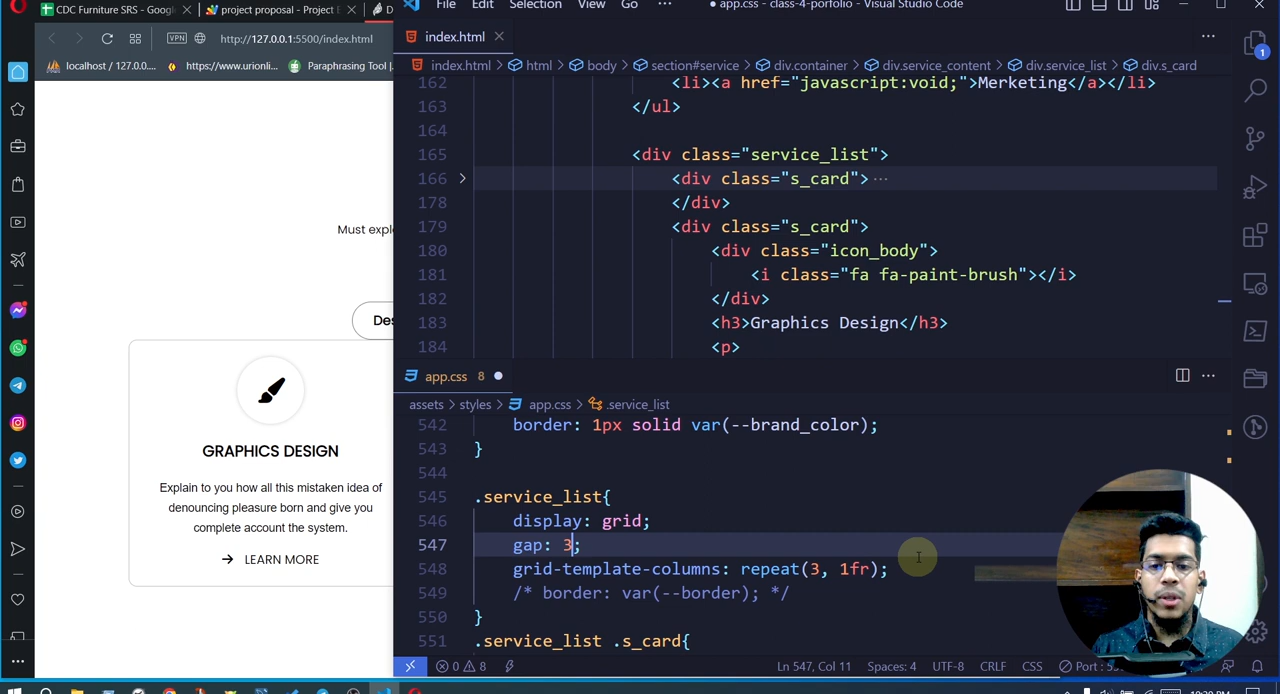 CDC Furniture SRS - Google
project proposal - Project E
D
VPN
http://127.0.0.1:5500/index.html
localhost / 127.0.0....
https://www.urionli...
Paraphrasing Tool |.
Must expl
Des
GRAPHICS DESIGN
Explain to you how all this mistaken idea of
denouncing pleasure born and give you
complete account the system.
LEARN MORE
File Edit Selection View Go ··· ● app.css - class-4-porfolio - Visual Studio Code
index.html
index.html > html > body > section#service > div.container > div.service_content > div.service_list > div.s_card
162 <li><a href="javascript:void;">Merketing</a></li>
163 </ul>
164
165 <div class="service_list">
166 <div class="s_card">···
178 </div>
179 <div class="s_card">
180 <div class="icon_body">
181 <i class="fa fa-paint-brush"></i>
182 </div>
183 <h3>Graphics Design</h3>
184 <p>
app.css 8 ●
assets > styles > app.css > .service_list
542 border: 1px solid var(--brand_color);
543 }
544
545 .service_list{
546 display: grid;
547 gap: 3;
548 grid-template-columns: repeat(3, 1fr);
549 /* border: var(--border); */
550 }
551 .service_list .s_card{
1
0 8
Ln 547, Col 11 Spaces: 4 UTF-8 CRLF CSS